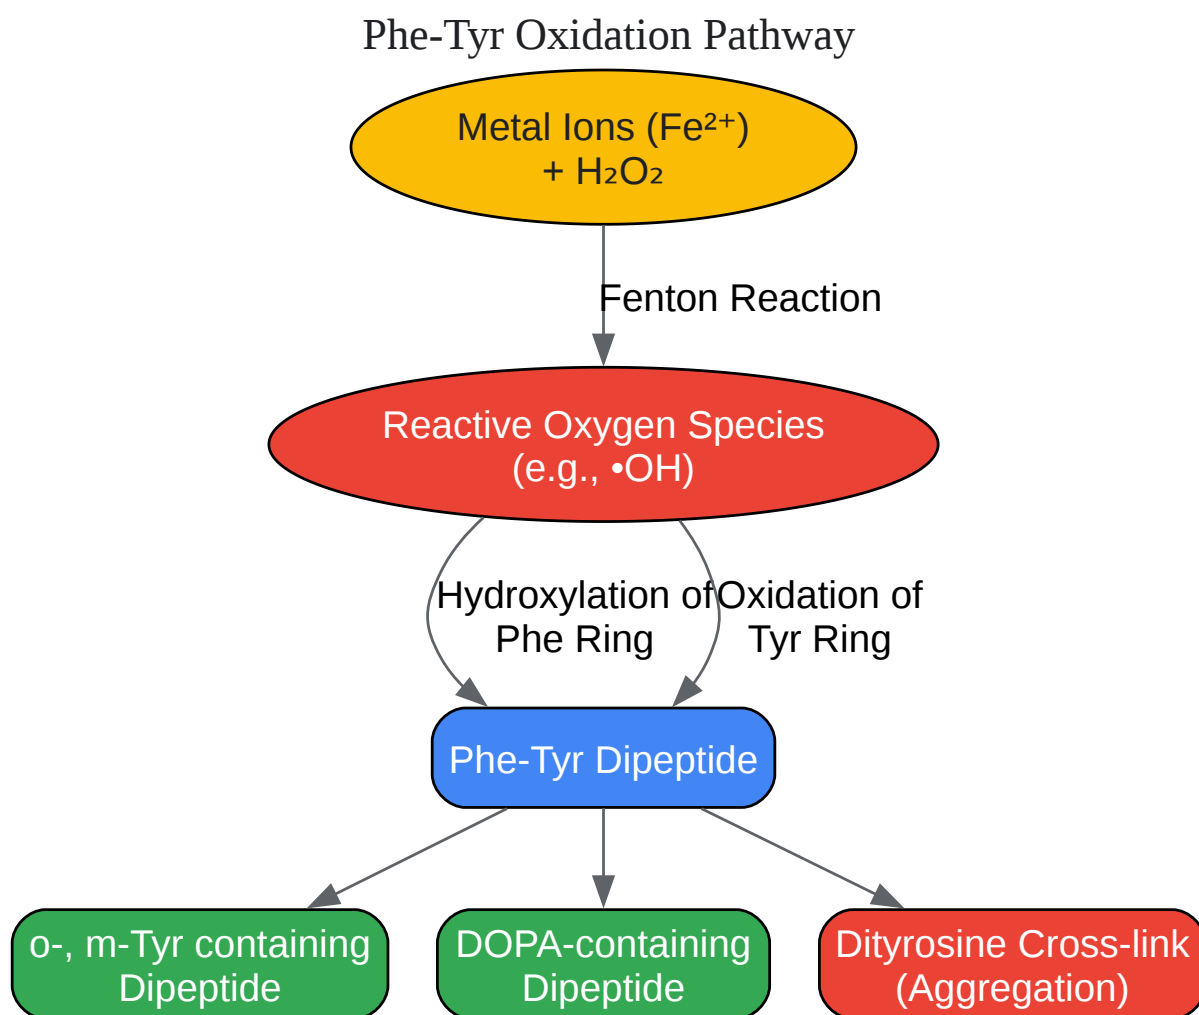 Phe-Tyr Oxidation Pathway
Metal Ions (Fe²⁺)
+ H₂O₂
Fenton Reaction
Reactive Oxygen Species
(e.g., •OH)
Hydroxylation of
Phe Ring
Oxidation of
Tyr Ring
Phe-Tyr Dipeptide
o-, m-Tyr containing
Dipeptide
DOPA-containing
Dipeptide
Dityrosine Cross-link
(Aggregation)